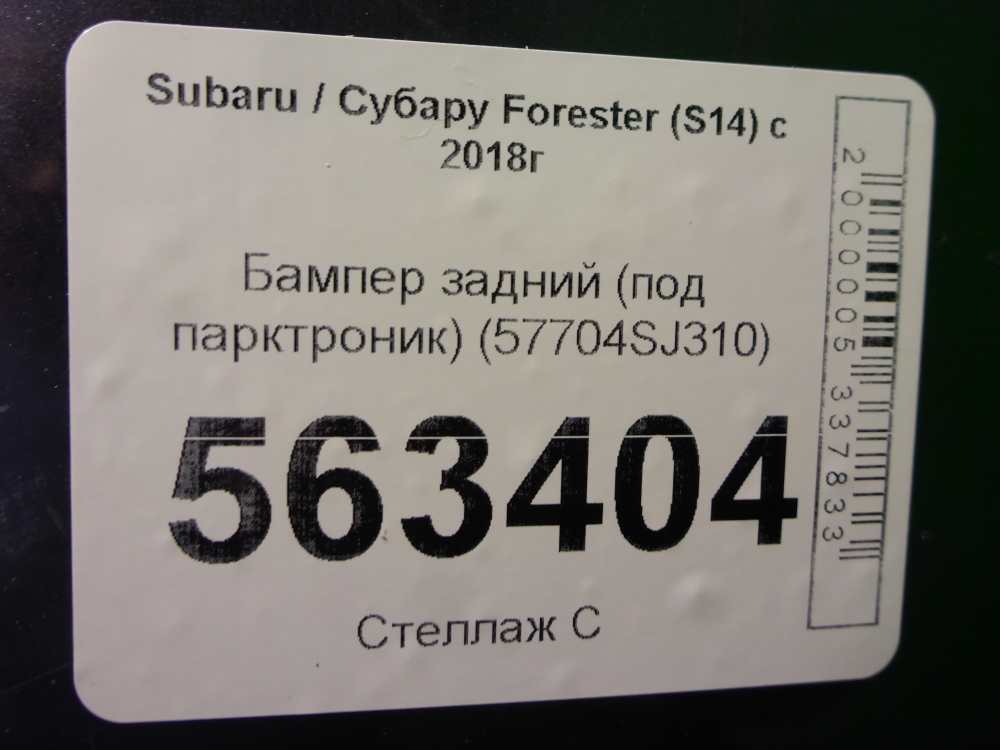 Subaru / Субару Forester (S14) с
2018г
Бампер задний (под
парктроник) (57704SJ310)
563404
Стеллаж С
2000005337833